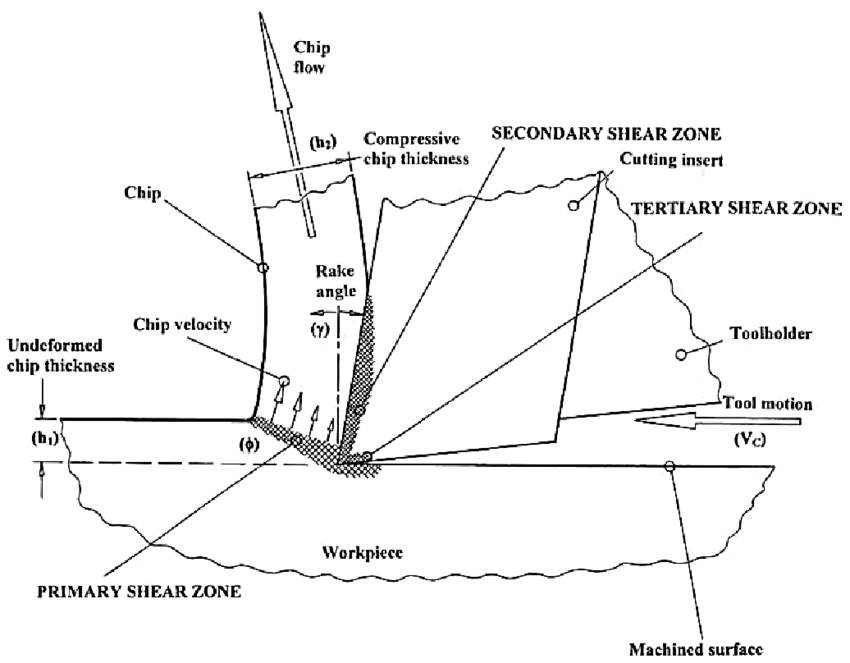 Chip
flow
(h₂)
Compressive
chip thickness
SECONDARY SHEAR ZONE
Cutting insert
Chip
TERTIARY SHEAR ZONE
Rake
angle
(γ)
Chip velocity
Undeformed
chip thickness
Toolholder
Tool motion
(h₁)
(ϕ)
(V_C)
Workpiece
PRIMARY SHEAR ZONE
Machined surface